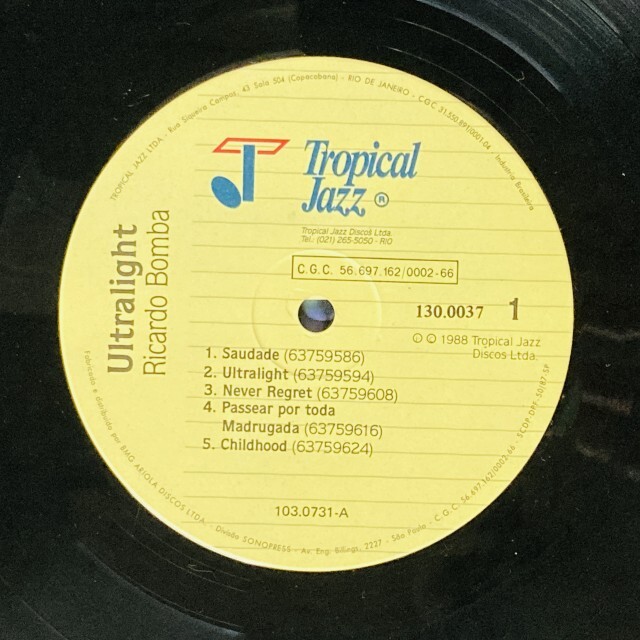 TROPICAL JAZZ LTDA. - Rua Siqueira Campos, 43 Sala 504 (Copacabana) - RIO DE JANEIRO - C.G.C. 31.550.891/0001-04 - Indústria Brasileira
Tropical
Jazz ®
Tropical Jazz Discos Ltda.
Tel.: (021) 265-5050 - RIO
C.G.C. 56.697.162/0002-66
Ultralight
Ricardo Bomba
130.0037 1
℗ © 1988 Tropical Jazz
Discos Ltda.
1. Saudade (63759586)
2. Ultralight (63759594)
3. Never Regret (63759608)
4. Passear por toda
Madrugada (63759616)
5. Childhood (63759624)
103.0731-A
Fabricado e distribuído por BMG ARIOLA DISCOS LTDA. - Divisão SONOPRESS - Av. Eng. Billings, 2227 - São Paulo - C.G.C. 56.697.162/0002-66 - SCDP-DPF-50/87-SP